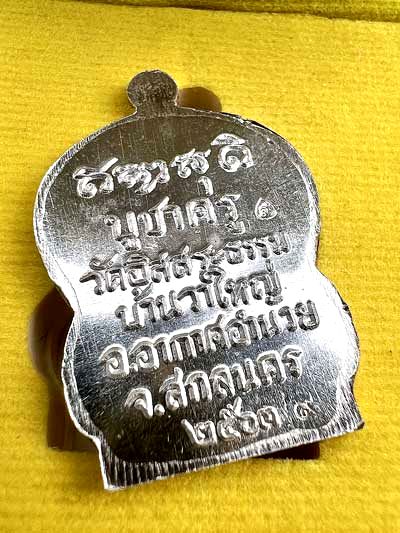 บูชาครู ๑
วัดอิสสระธรรม
บ้านวาใหญ่
อ.อากาศอำนวย
จ.สกลนคร
๒๕๖๓ ๙